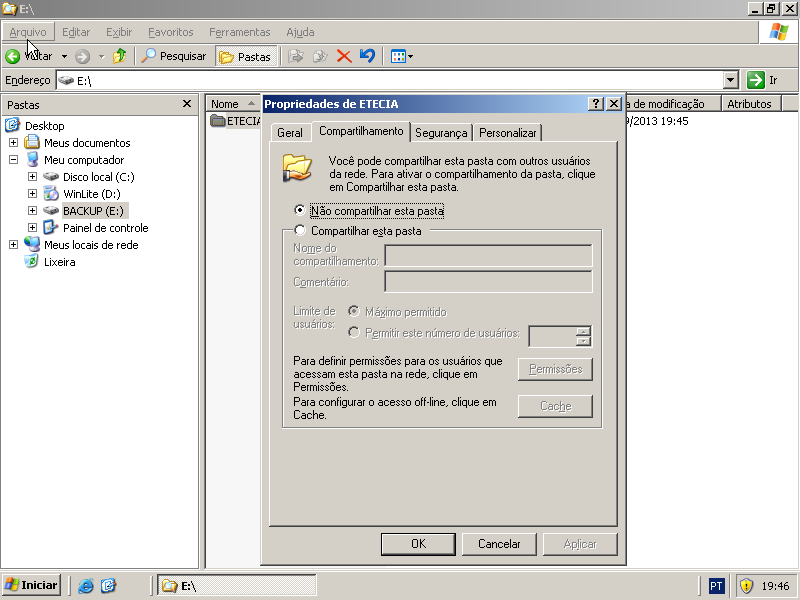 E:\
Arquivo Editar Exibir Favoritos Ferramentas Ajuda
Voltar Pesquisar Pastas
Endereço E:\ Ir
Pastas
Desktop
Meus documentos
Meu computador
Disco local (C:)
WinLite (D:)
BACKUP (E:)
Painel de controle
Meus locais de rede
Lixeira
Nome a de modificação Atributos
ETECIA /2013 19:45
Propriedades de ETECIA
Geral Compartilhamento Segurança Personalizar
Você pode compartilhar esta pasta com outros usuários
da rede. Para ativar o compartilhamento da pasta, clique
em Compartilhar esta pasta.
Não compartilhar esta pasta
Compartilhar esta pasta
Nome do
compartilhamento:
Comentário:
Limite de
usuários:
Máximo permitido
Permitir este número de usuários:
Para definir permissões para os usuários que
acessam esta pasta na rede, clique em
Permissões.
Permissões
Para configurar o acesso off-line, clique em
Cache.
Cache
OK Cancelar Aplicar
Iniciar E:\ PT 19:46